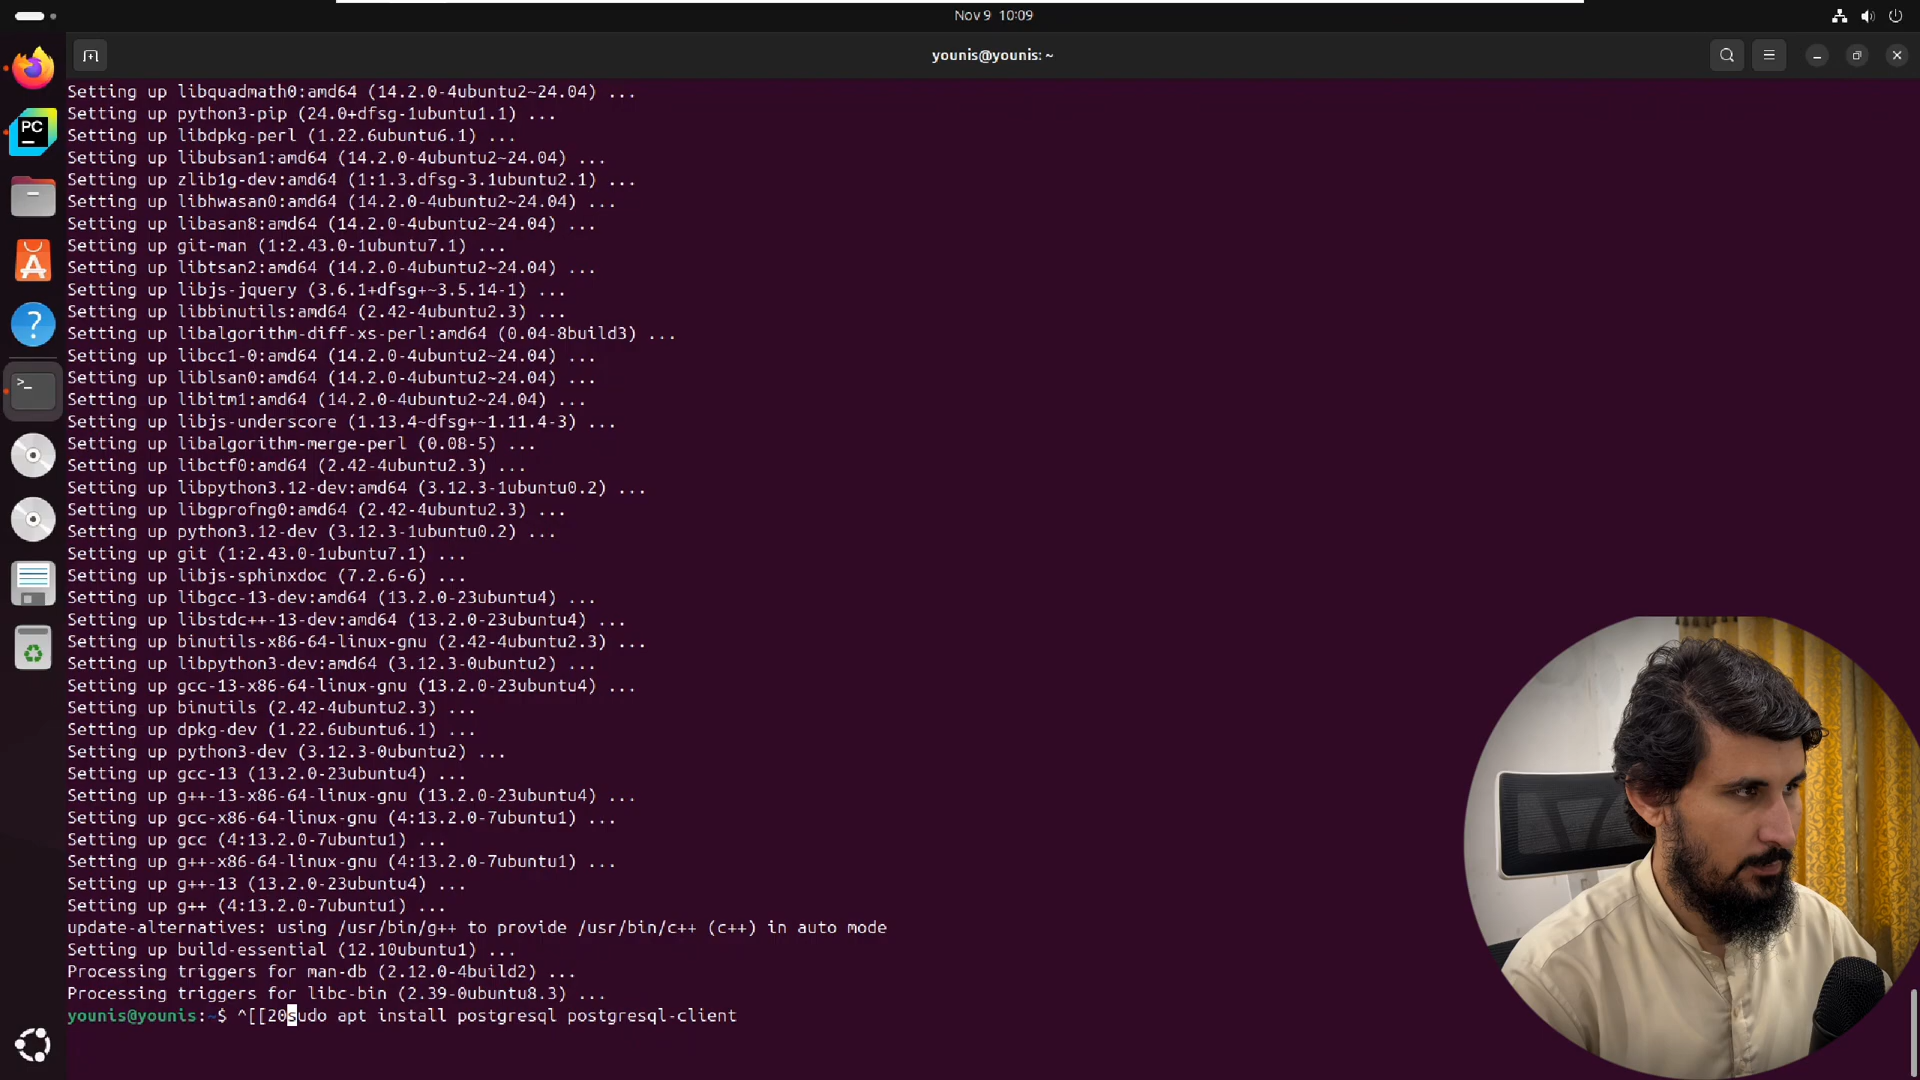 Nov 9 10:09
younis@younis: ~
Setting up libquadmath0:amd64 (14.2.0-4ubuntu2~24.04) ...
Setting up python3-pip (24.0+dfsg-1ubuntu1.1) ...
Setting up libdpkg-perl (1.22.6ubuntu6.1) ...
Setting up libubsan1:amd64 (14.2.0-4ubuntu2~24.04) ...
Setting up zlib1g-dev:amd64 (1:1.3.dfsg-3.1ubuntu2.1) ...
Setting up libhwasan0:amd64 (14.2.0-4ubuntu2~24.04) ...
Setting up libasan8:amd64 (14.2.0-4ubuntu2~24.04) ...
Setting up git-man (1:2.43.0-1ubuntu7.1) ...
Setting up libtsan2:amd64 (14.2.0-4ubuntu2~24.04) ...
Setting up libjs-jquery (3.6.1+dfsg+~3.5.14-1) ...
Setting up libbinutils:amd64 (2.42-4ubuntu2.3) ...
Setting up libalgorithm-diff-xs-perl:amd64 (0.04-8build3) ...
Setting up libcc1-0:amd64 (14.2.0-4ubuntu2~24.04) ...
Setting up liblsan0:amd64 (14.2.0-4ubuntu2~24.04) ...
Setting up libitm1:amd64 (14.2.0-4ubuntu2~24.04) ...
Setting up libjs-underscore (1.13.4~dfsg+~1.11.4-3) ...
Setting up libalgorithm-merge-perl (0.08-5) ...
Setting up libctf0:amd64 (2.42-4ubuntu2.3) ...
Setting up libpython3.12-dev:amd64 (3.12.3-1ubuntu0.2) ...
Setting up libgprofng0:amd64 (2.42-4ubuntu2.3) ...
Setting up python3.12-dev (3.12.3-1ubuntu0.2) ...
Setting up git (1:2.43.0-1ubuntu7.1) ...
Setting up libjs-sphinxdoc (7.2.6-6) ...
Setting up libgcc-13-dev:amd64 (13.2.0-23ubuntu4) ...
Setting up libstdc++-13-dev:amd64 (13.2.0-23ubuntu4) ...
Setting up binutils-x86-64-linux-gnu (2.42-4ubuntu2.3) ...
Setting up libpython3-dev:amd64 (3.12.3-0ubuntu2) ...
Setting up gcc-13-x86-64-linux-gnu (13.2.0-23ubuntu4) ...
Setting up binutils (2.42-4ubuntu2.3) ...
Setting up dpkg-dev (1.22.6ubuntu6.1) ...
Setting up python3-dev (3.12.3-0ubuntu2) ...
Setting up gcc-13 (13.2.0-23ubuntu4) ...
Setting up g++-13-x86-64-linux-gnu (13.2.0-23ubuntu4) ...
Setting up gcc-x86-64-linux-gnu (4:13.2.0-7ubuntu1) ...
Setting up gcc (4:13.2.0-7ubuntu1) ...
Setting up g++-x86-64-linux-gnu (4:13.2.0-7ubuntu1) ...
Setting up g++-13 (13.2.0-23ubuntu4) ...
Setting up g++ (4:13.2.0-7ubuntu1) ...
update-alternatives: using /usr/bin/g++ to provide /usr/bin/c++ (c++) in auto mode
Setting up build-essential (12.10ubuntu1) ...
Processing triggers for man-db (2.12.0-4build2) ...
Processing triggers for libc-bin (2.39-0ubuntu8.3) ...
younis@younis:~$ ^[[20sudo apt install postgresql postgresql-client
PC